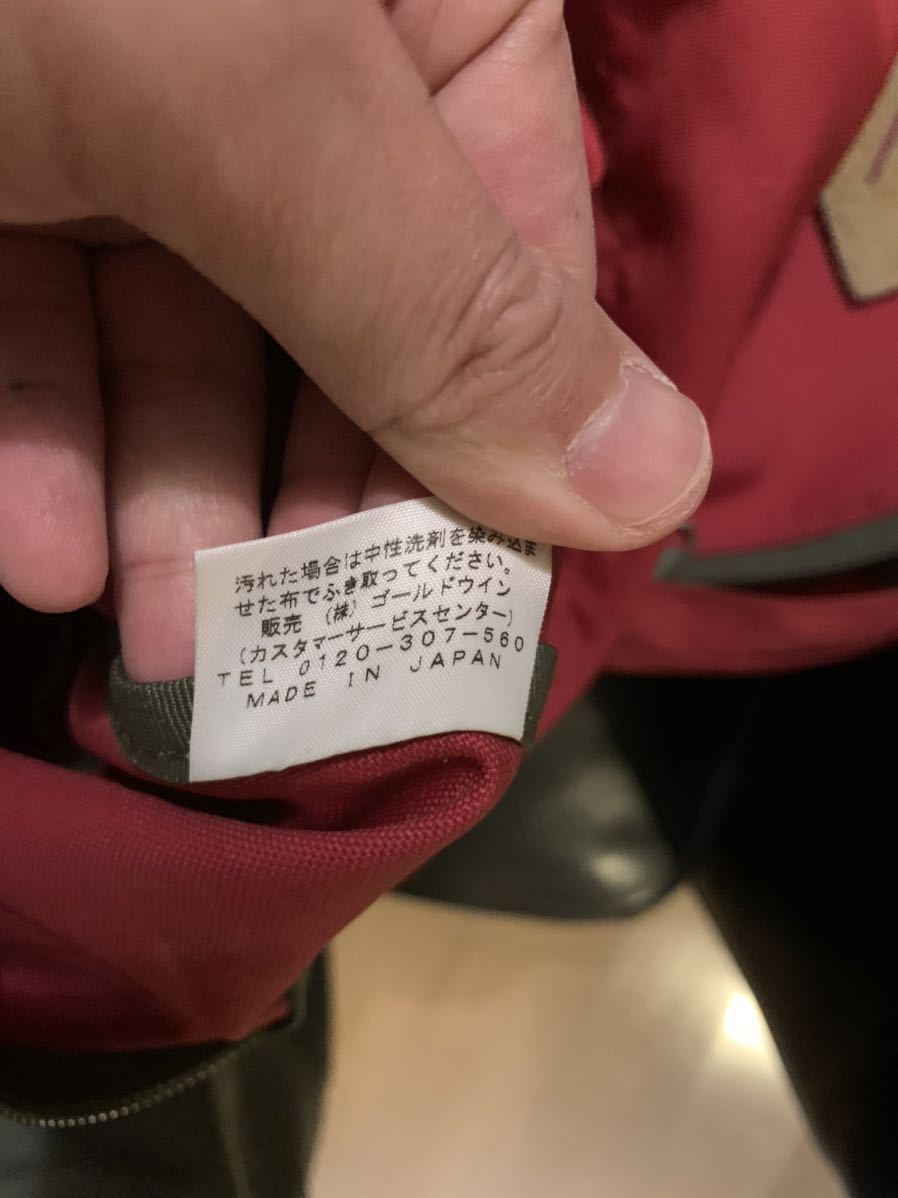 汚れた場合は中性洗剤を染み込ま
せた布でふき取ってください。
販売 (株) ゴールドウイン
(カスタマーサービスセンター)
TEL 0120-307-560
MADE IN JAPAN